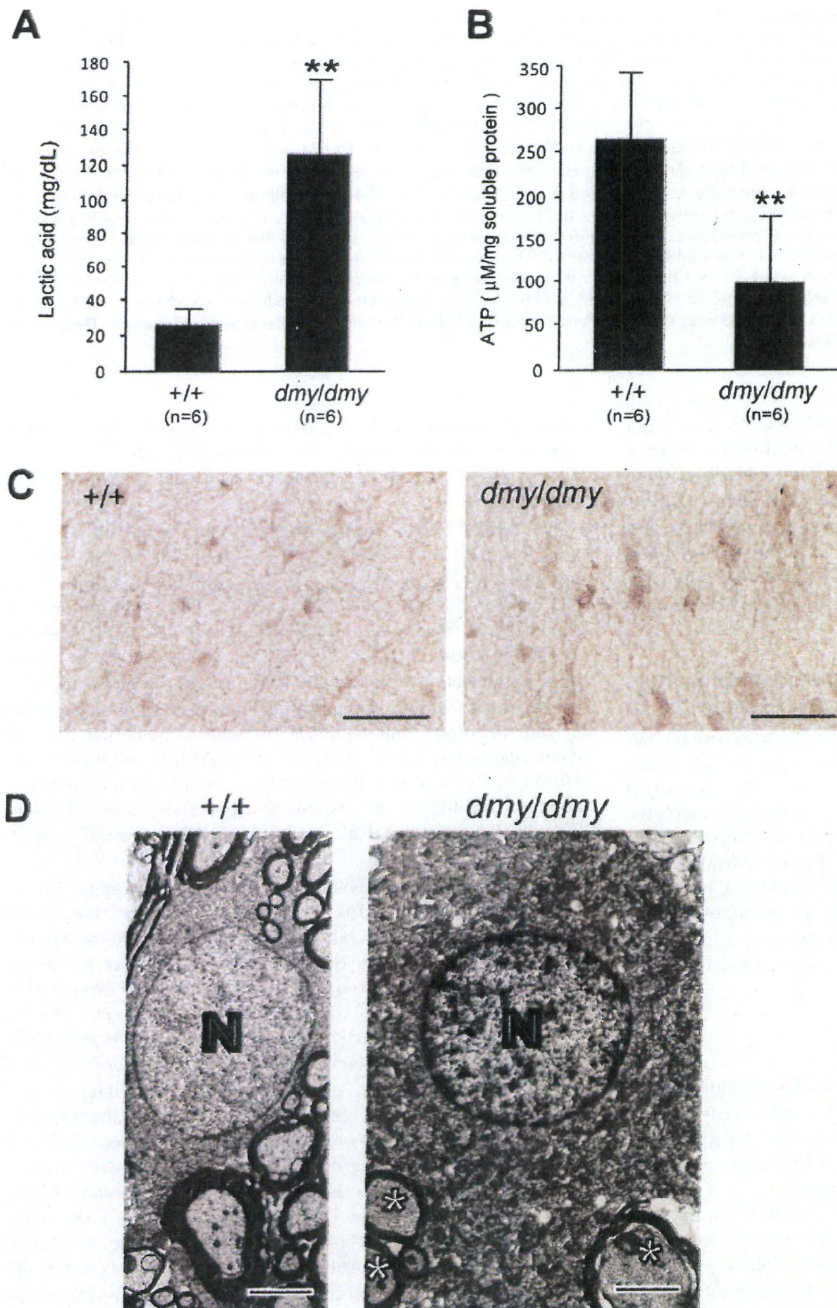 A
Lactic acid (mg/dL)
180
160
140
120
100
80
60
40
20
0
**
+/+
(n=6)
dmy/dmy
(n=6)
B
ATP ( μM/mg soluble protein )
350
300
250
200
150
100
50
0
**
+/+
(n=6)
dmy/dmy
(n=6)
C
+/+
dmy/dmy
D
+/+
dmy/dmy
N
N
*
*
*